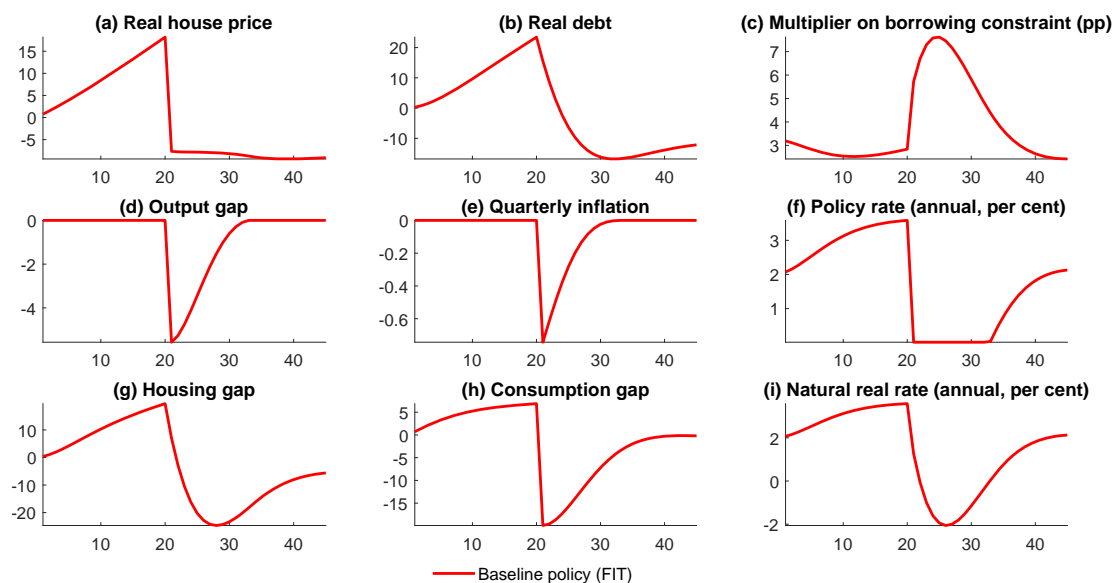 (a) Real house price
15
10
5
0
-5
10 20 30 40
(b) Real debt
20
10
0
-10
10 20 30 40
(c) Multiplier on borrowing constraint (pp)
7
6
5
4
3
10 20 30 40
(d) Output gap
0
-2
-4
10 20 30 40
(e) Quarterly inflation
0
-0.2
-0.4
-0.6
10 20 30 40
(f) Policy rate (annual, per cent)
3
2
1
10 20 30 40
(g) Housing gap
10
0
-10
-20
10 20 30 40
(h) Consumption gap
5
0
-5
-10
-15
10 20 30 40
(i) Natural real rate (annual, per cent)
2
0
-2
10 20 30 40
Baseline policy (FIT)